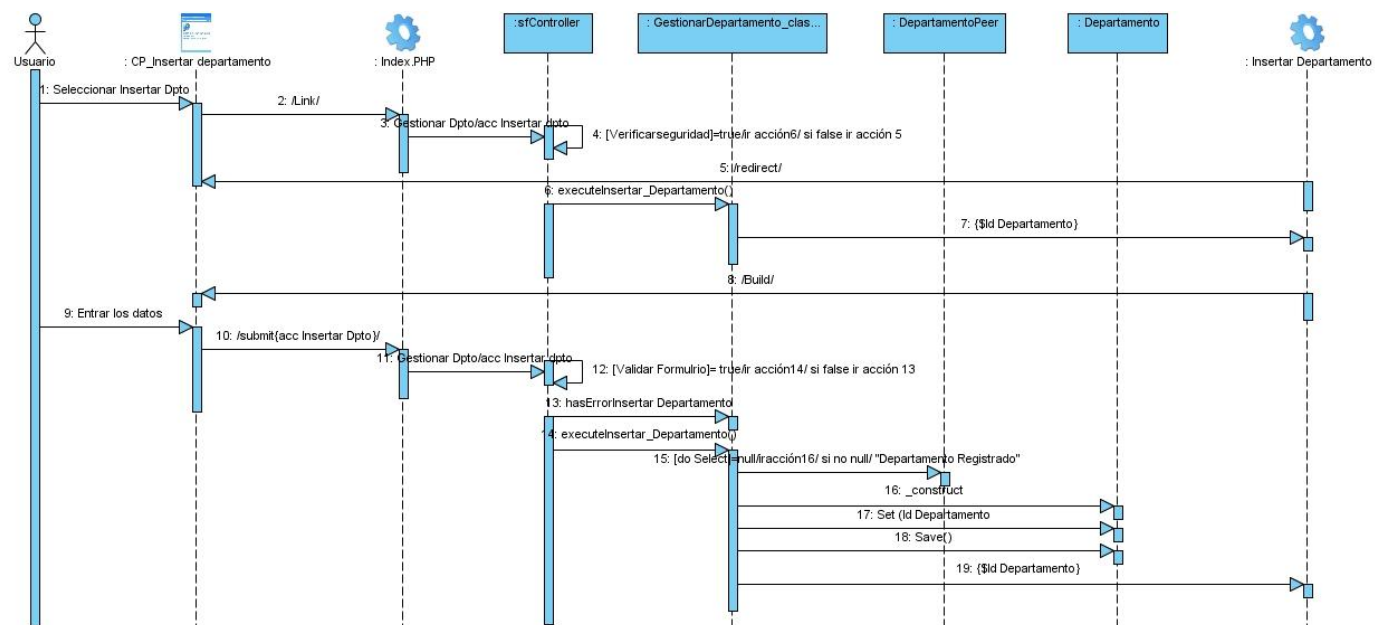 :sfController
: GestionarDepartamento_clas...
: DepartamentoPeer
: Departamento
Usuario
: CP_Insertar departamento
: Index.PHP
: Insertar Departamento
1: Seleccionar Insertar Dpto
2: /Link/
3: Gestionar Dpto/acc Insertar dpto
4: [Verificarseguridad]=true/ir acción6/ si false ir acción 5
5: /redirect/
6: executeInsertar_Departamento()
7: {$Id Departamento}
8: /Build/
9: Entrar los datos
10: /submit{acc Insertar Dpto}/
11: Gestionar Dpto/acc Insertar dpto
12: [Validar Formulrio]= true/ir acción14/ si false ir acción 13
13: hasErrorInsertar Departamento
14: executeInsertar_Departamento()
15: [do Select]=null/iracción16/ si no null/ "Departamento Registrado"
16: _construct
17: Set (Id Departamento
18: Save()
19: {$Id Departamento}